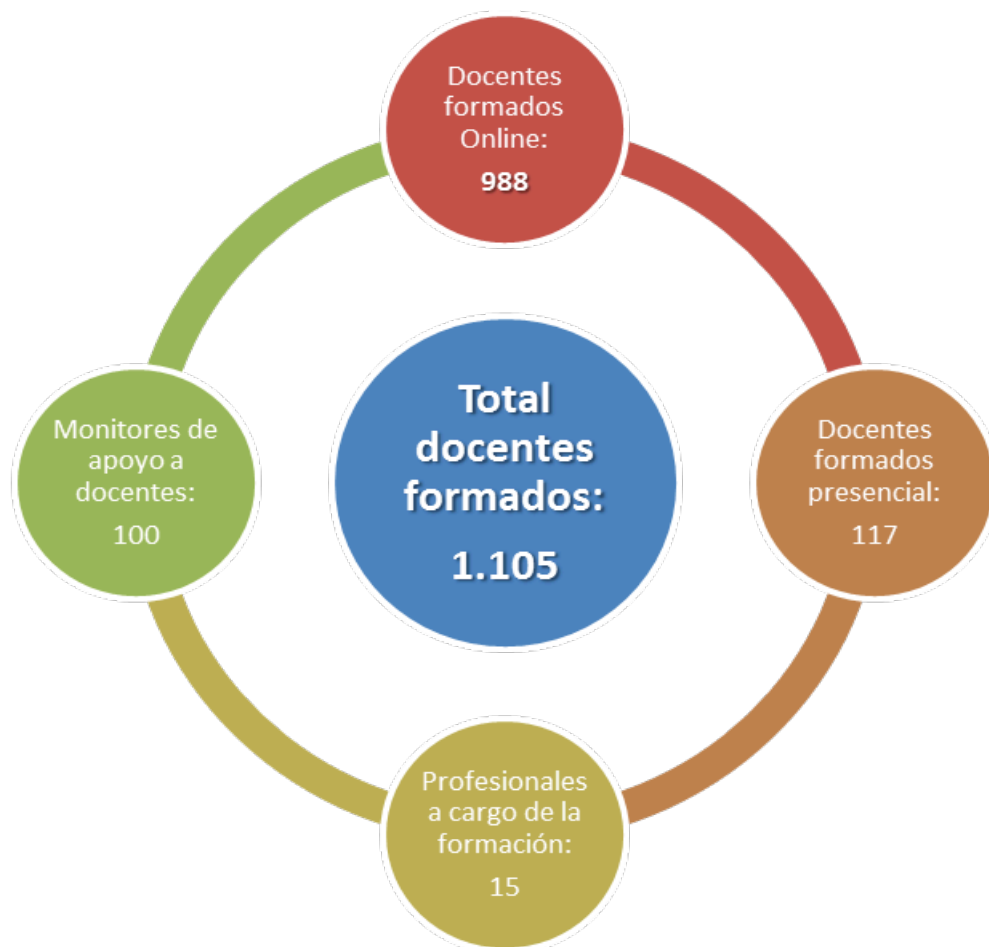 Docentes
formados
Online:
988
Total
docentes
formados:
1.105
Monitores de
apoyo a
docentes:
100
Docentes
formados
presencial:
117
Profesionales
a cargo de la
formación:
15